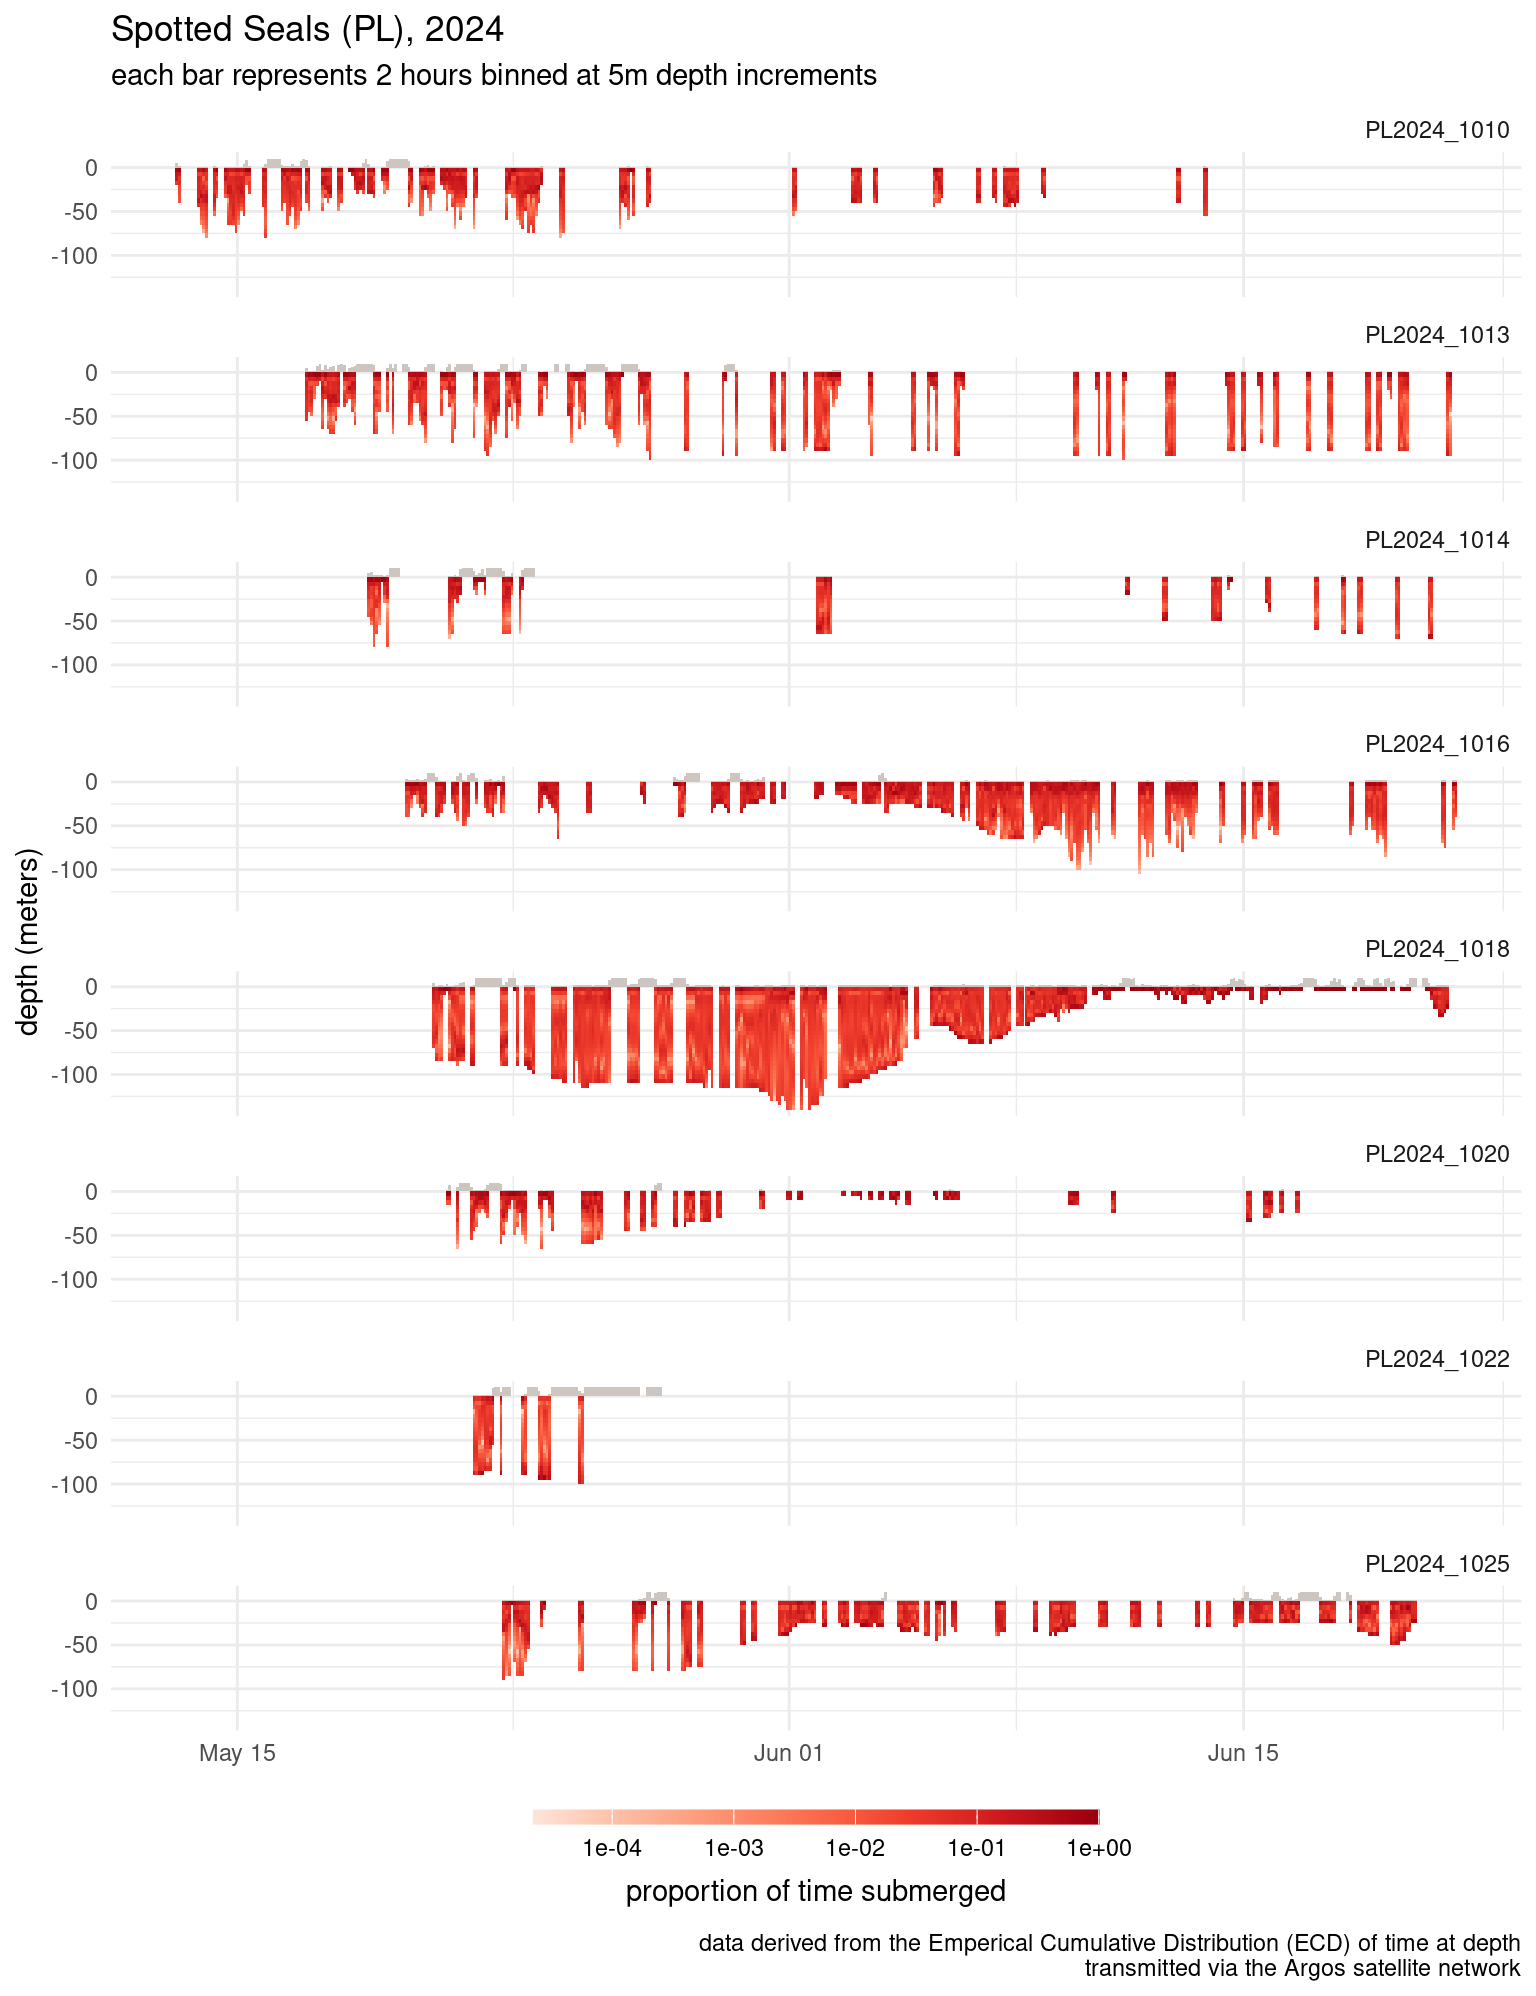 Spotted Seals (PL), 2024
each bar represents 2 hours binned at 5m depth increments
PL2024_1010
0
-50
-100
PL2024_1013
0
-50
-100
PL2024_1014
0
-50
-100
PL2024_1016
0
-50
-100
PL2024_1018
0
-50
-100
PL2024_1020
0
-50
-100
PL2024_1022
0
-50
-100
PL2024_1025
0
-50
-100
depth (meters)
May 15 Jun 01 Jun 15
1e-04 1e-03 1e-02 1e-01 1e+00
proportion of time submerged
data derived from the Emperical Cumulative Distribution (ECD) of time at depth
transmitted via the Argos satellite network